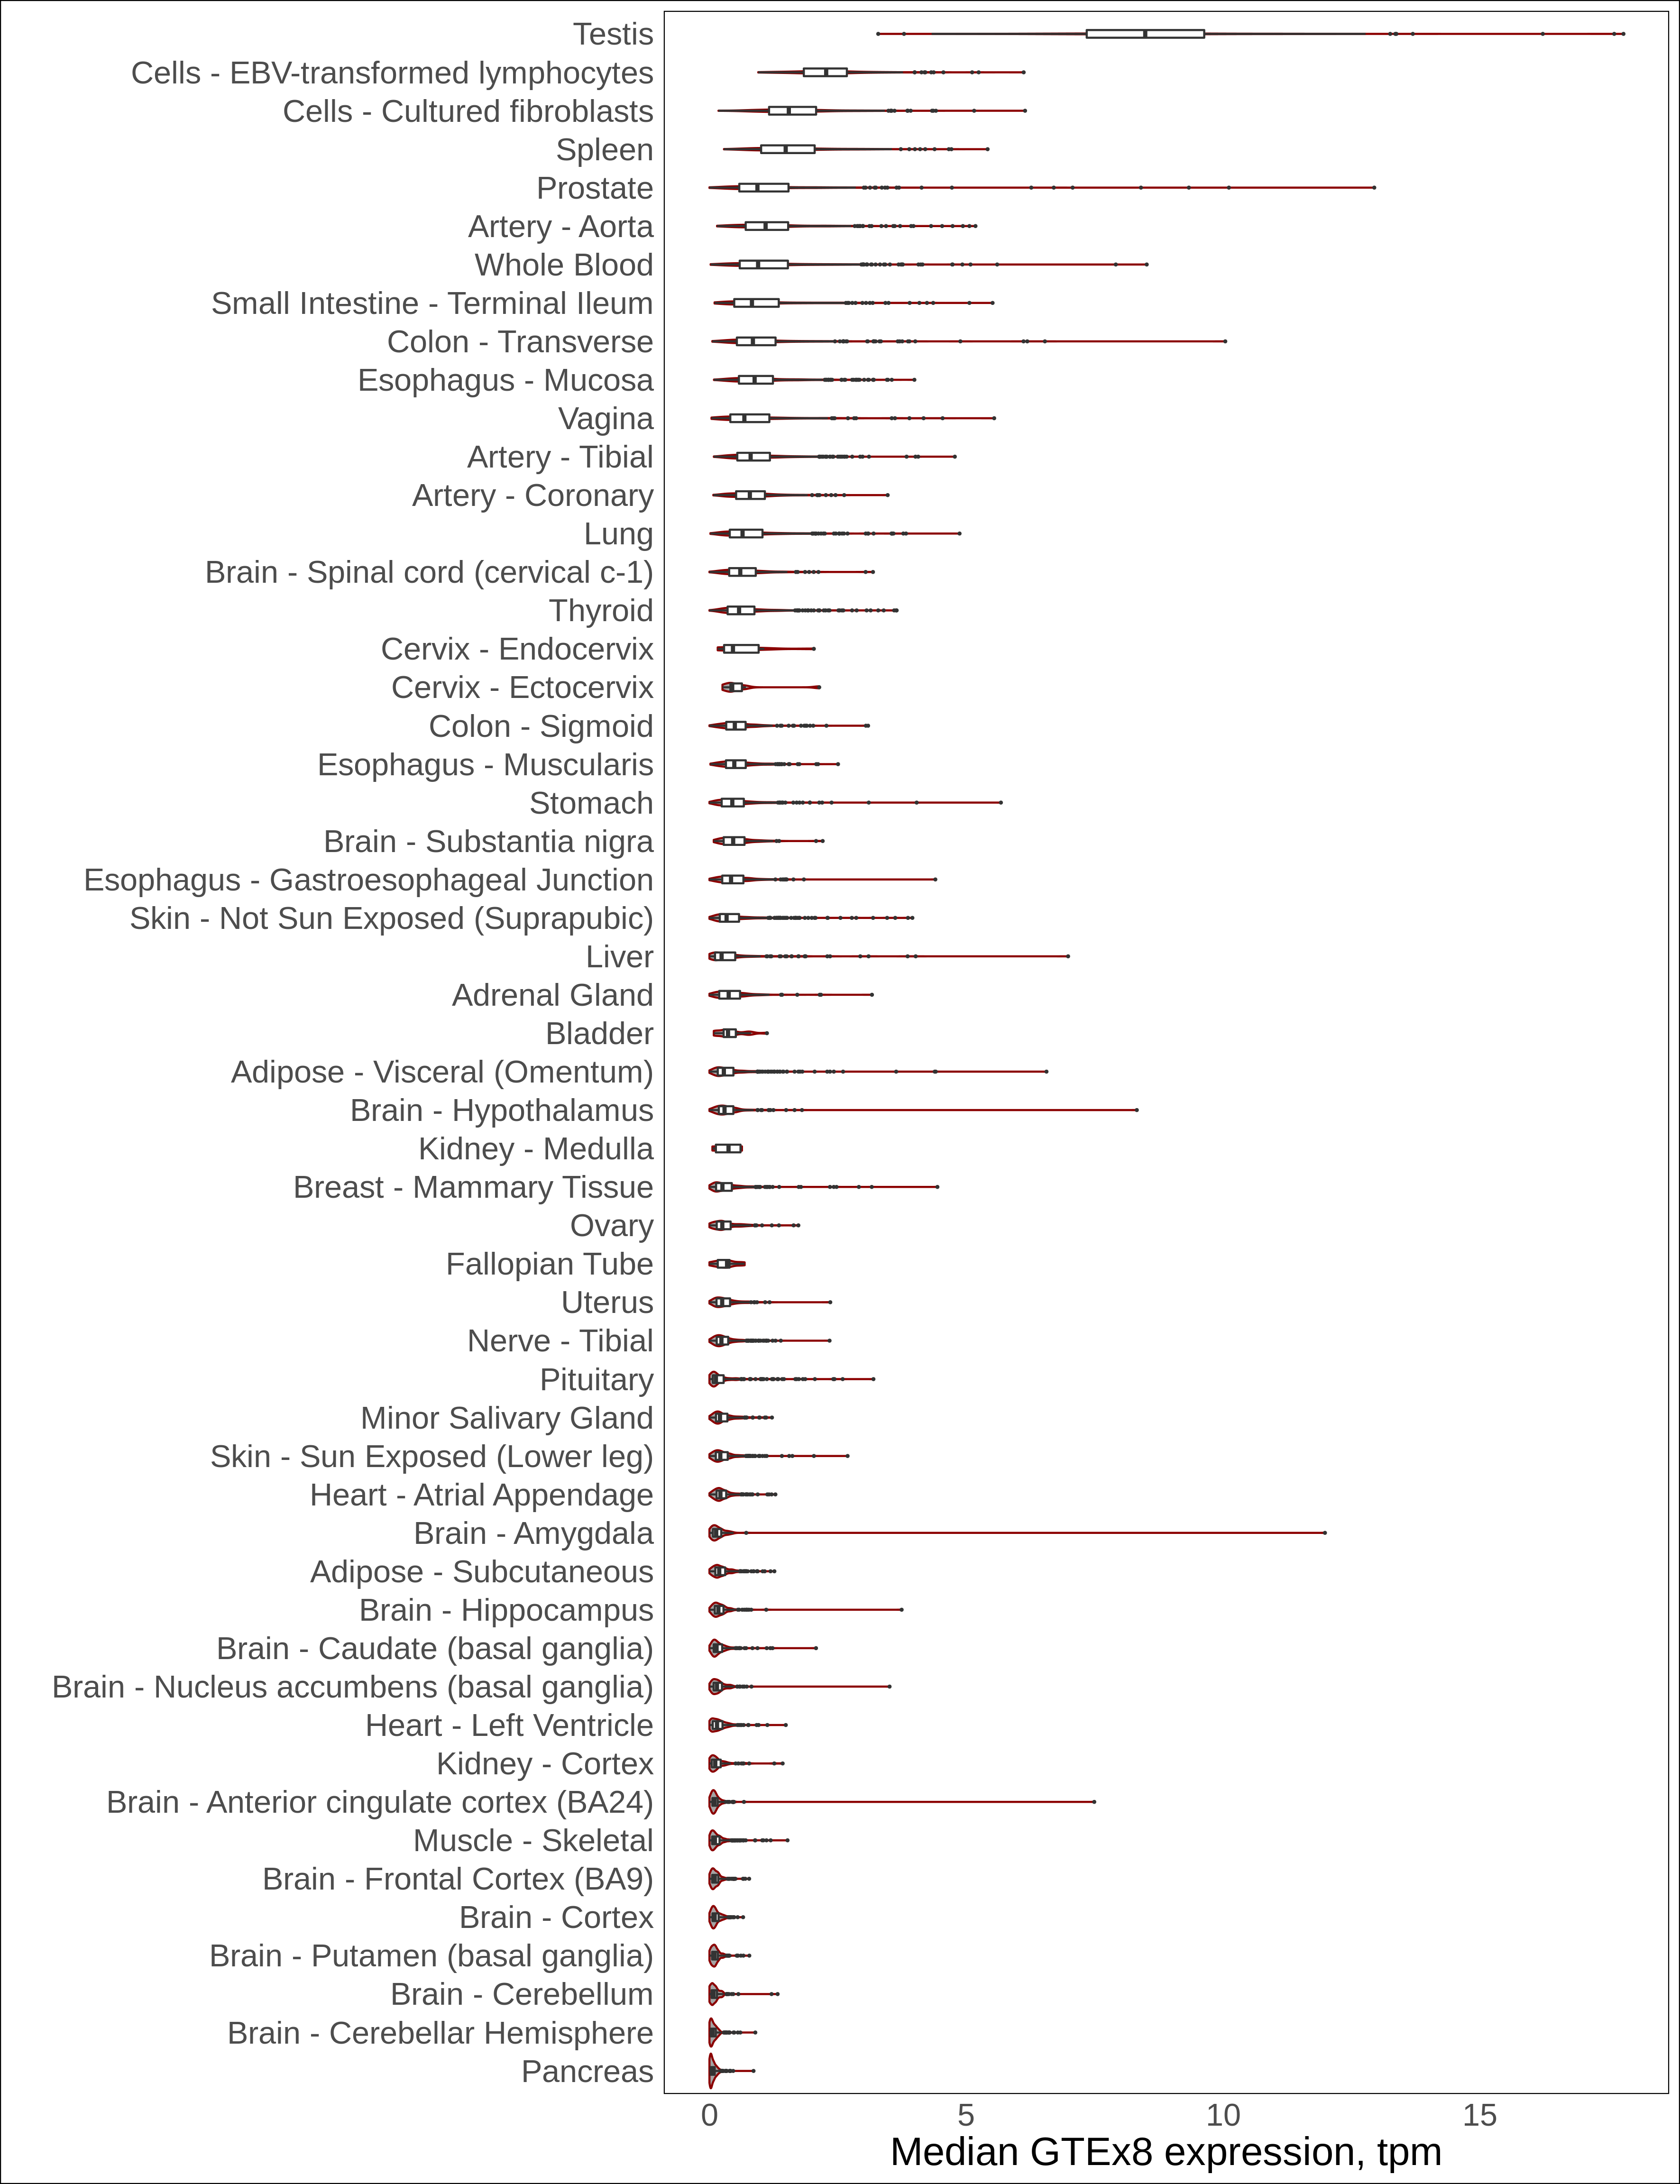 Testis
Cells - EBV-transformed lymphocytes
Cells - Cultured fibroblasts
Spleen
Prostate
Artery - Aorta
Whole Blood
Small Intestine - Terminal Ileum
Colon - Transverse
Esophagus - Mucosa
Vagina
Artery - Tibial
Artery - Coronary
Lung
Brain - Spinal cord (cervical c-1)
Thyroid
Cervix - Endocervix
Cervix - Ectocervix
Colon - Sigmoid
Esophagus - Muscularis
Stomach
Brain - Substantia nigra
Esophagus - Gastroesophageal Junction
Skin - Not Sun Exposed (Suprapubic)
Liver
Adrenal Gland
Bladder
Adipose - Visceral (Omentum)
Brain - Hypothalamus
Kidney - Medulla
Breast - Mammary Tissue
Ovary
Fallopian Tube
Uterus
Nerve - Tibial
Pituitary
Minor Salivary Gland
Skin - Sun Exposed (Lower leg)
Heart - Atrial Appendage
Brain - Amygdala
Adipose - Subcutaneous
Brain - Hippocampus
Brain - Caudate (basal ganglia)
Brain - Nucleus accumbens (basal ganglia)
Heart - Left Ventricle
Kidney - Cortex
Brain - Anterior cingulate cortex (BA24)
Muscle - Skeletal
Brain - Frontal Cortex (BA9)
Brain - Cortex
Brain - Putamen (basal ganglia)
Brain - Cerebellum
Brain - Cerebellar Hemisphere
Pancreas
0 5 10 15
Median GTEx8 expression, tpm